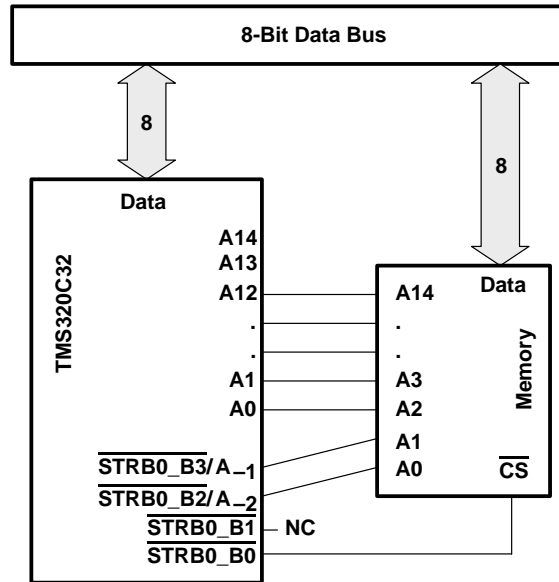 8-Bit Data Bus
8
8
Data
TMS320C32
A14
A13
A12
.
.
A1
A0
STRB0_B3/A–1
STRB0_B2/A–2
STRB0_B1
NC
STRB0_B0
Data
Memory
A14
.
.
A3
A2
A1
A0
CS